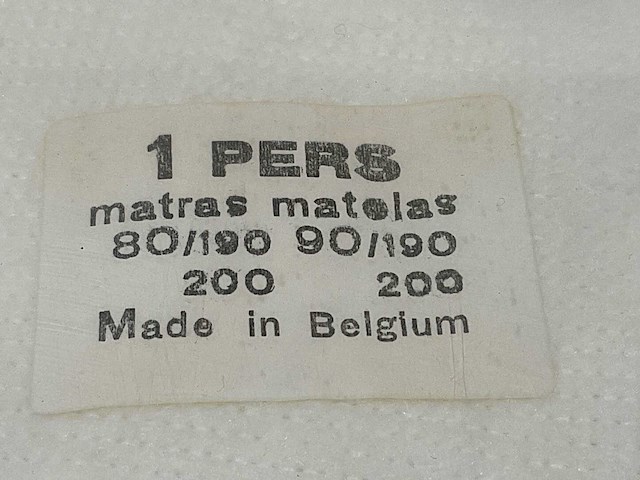 1 PERS
matras matelas
80/190 90/190
200 200
Made in Belgium